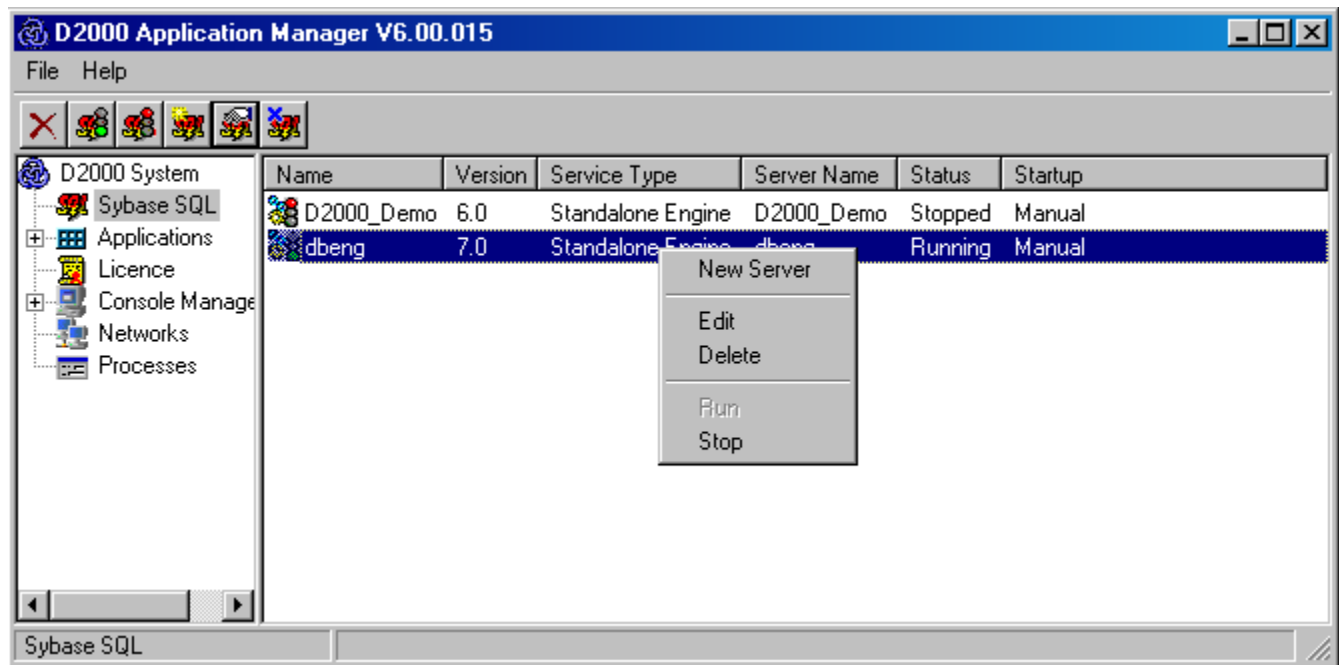 D2000 Application Manager V6.00.015
File Help
D2000 System
Sybase SQL
Applications
Licence
Console Manage
Networks
Processes
Name Version Service Type Server Name Status Startup
D2000_Demo 6.0 Standalone Engine D2000_Demo Stopped Manual
dbeng 7.0 Standalone Engine dbeng Running Manual
New Server
Edit
Delete
Run
Stop
Sybase SQL